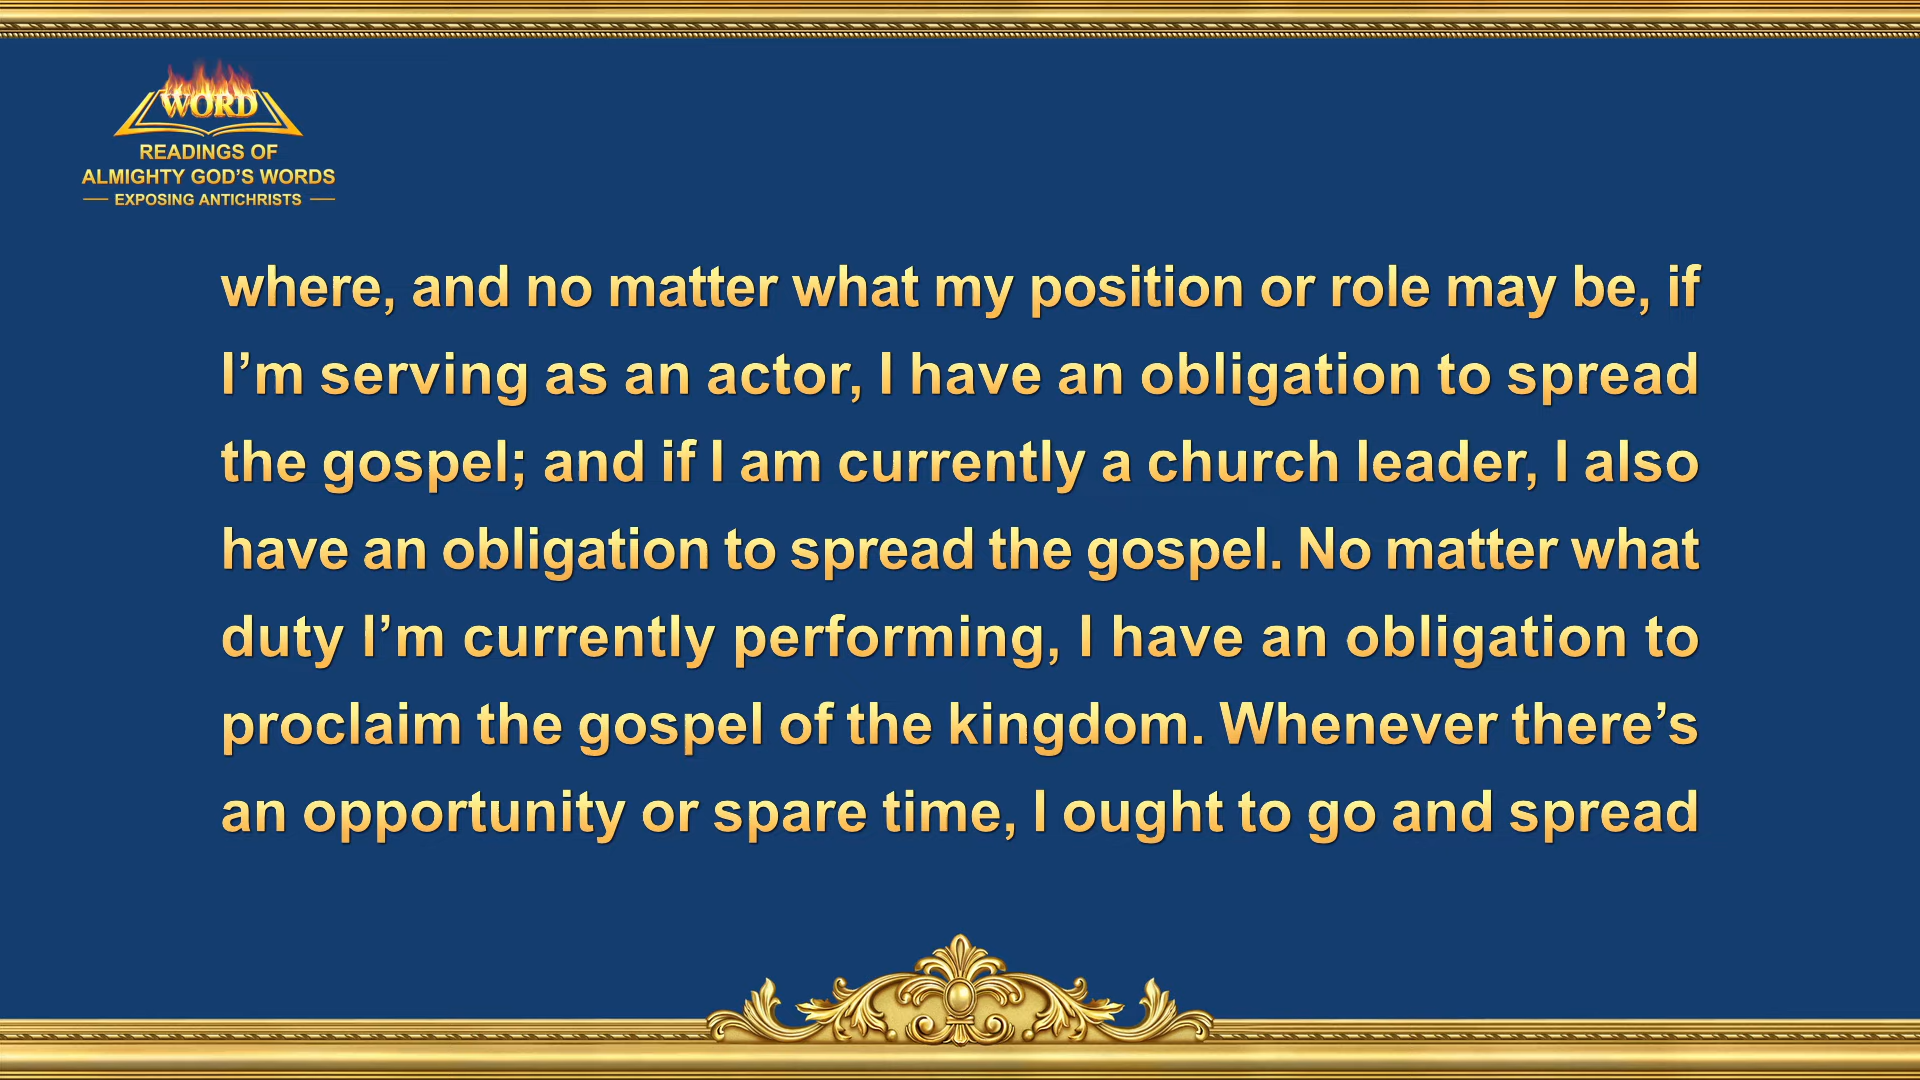 WORD
READINGS OF
ALMIGHTY GOD’S WORDS
EXPOSING ANTICHRISTS
where, and no matter what my position or role may be, if
I’m serving as an actor, I have an obligation to spread
the gospel; and if I am currently a church leader, I also
have an obligation to spread the gospel. No matter what
duty I’m currently performing, I have an obligation to
proclaim the gospel of the kingdom. Whenever there’s
an opportunity or spare time, I ought to go and spread